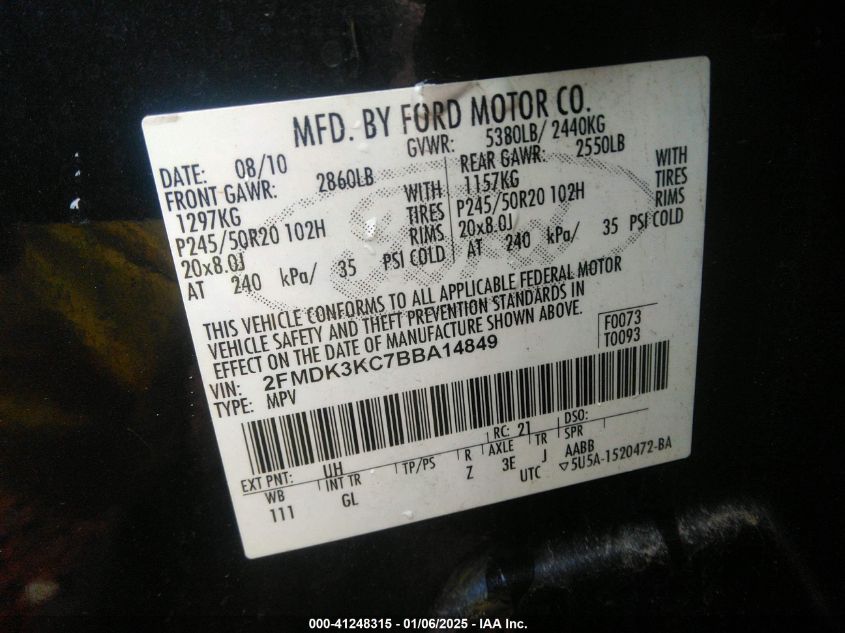 MFD. BY FORD MOTOR CO.
DATE: 08/10 GVWR: 5380LB/ 2440KG
FRONT GAWR: 2860LB REAR GAWR: 2550LB
1297KG WITH 1157KG WITH
P245/50R20 102H TIRES P245/50R20 102H TIRES
20x8.0J RIMS 20x8.0J RIMS
AT 240 kPa/ 35 PSI COLD AT 240 kPa/ 35 PSI COLD
THIS VEHICLE CONFORMS TO ALL APPLICABLE FEDERAL MOTOR
VEHICLE SAFETY AND THEFT PREVENTION STANDARDS IN
EFFECT ON THE DATE OF MANUFACTURE SHOWN ABOVE.
F0073
T0093
VIN: 2FMDK3KC7BBA14849
TYPE: MPV
EXT PNT: UH RC: 21 DSO:
WB INT TR TP/PS R AXLE TR SPR
111 GL Z 3E J AABB
UTC ▽5U5A-1520472-BA
000-41248315 - 01/06/2025 - IAA Inc.